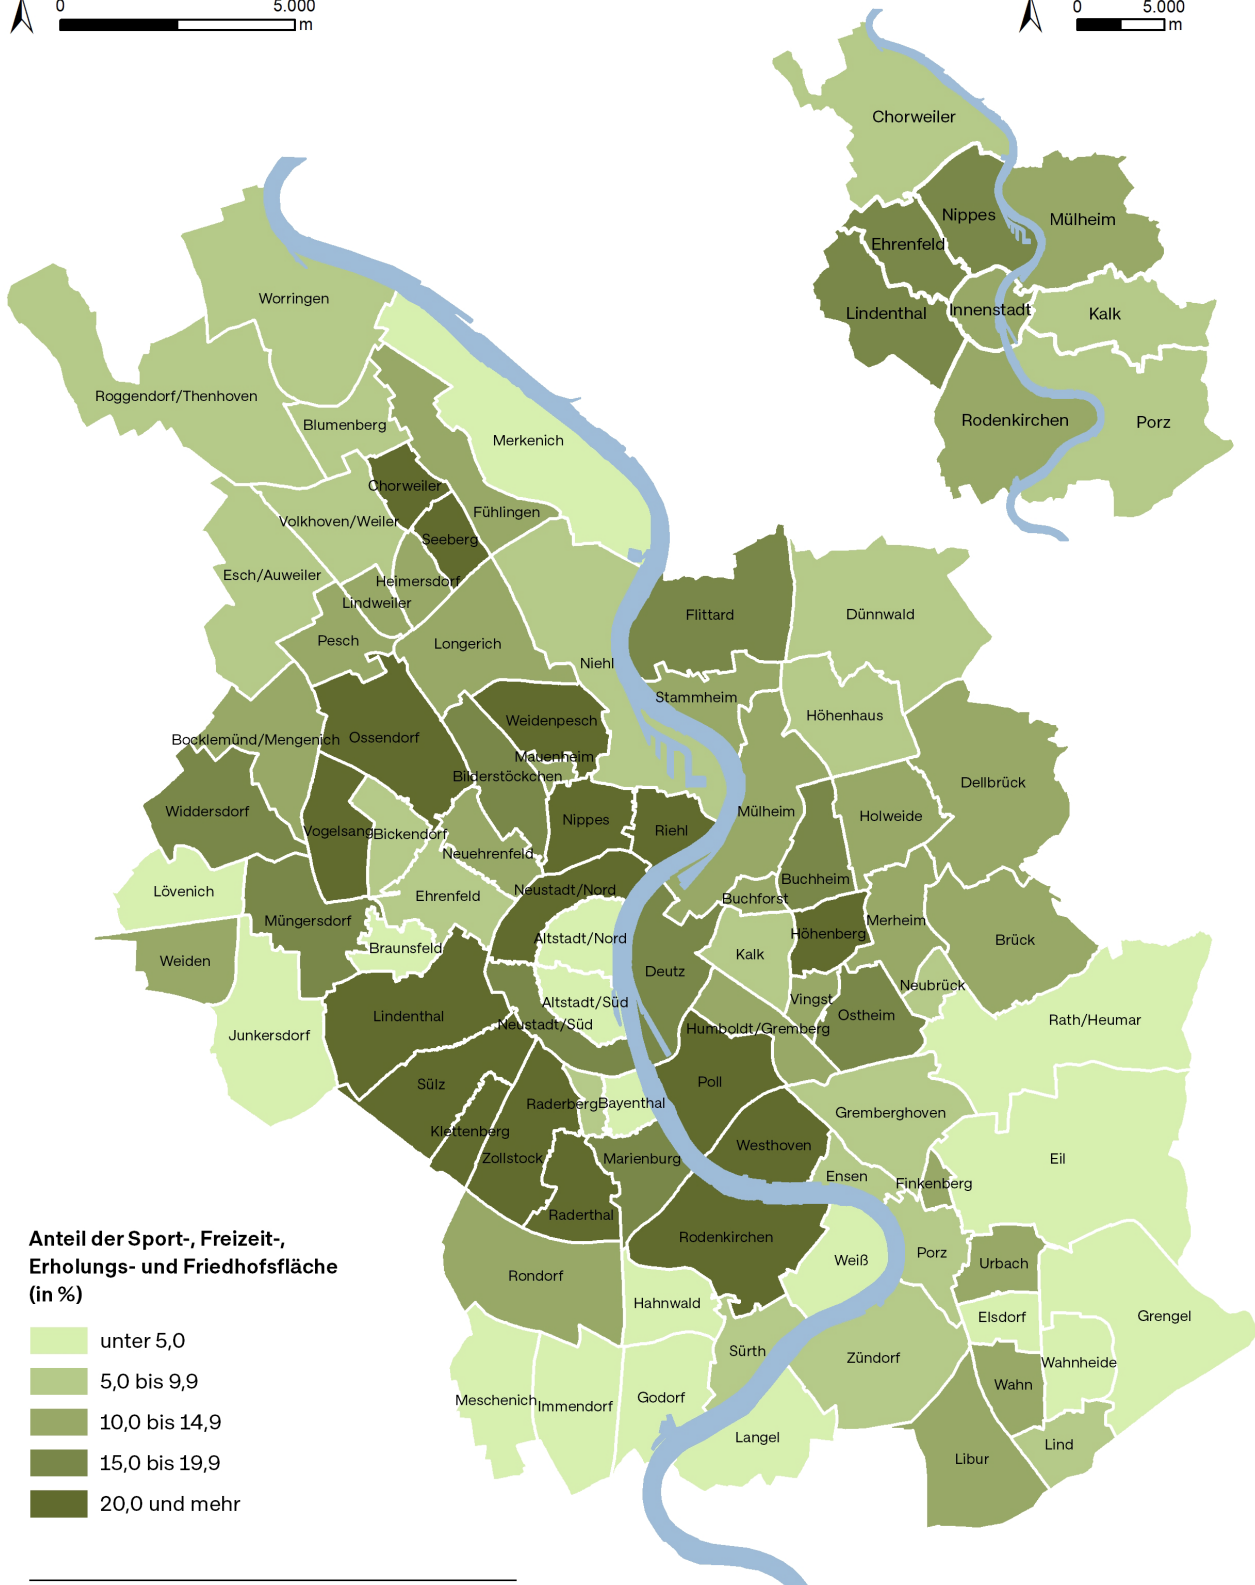 0 5.000
m
0 5.000
m
Chorweiler
Nippes
Mülheim
Ehrenfeld
Lindenthal
Innenstadt
Kalk
Rodenkirchen
Porz
Worringen
Roggendorf/Thenhoven
Blumenberg
Merkenich
Chorweiler
Fühlingen
Volkhoven/Weiler
Seeberg
Esch/Auweiler
Heimersdorf
Lindweiler
Pesch
Longerich
Niehl
Flittard
Dünnwald
Stammheim
Höhenhaus
Weidenpesch
Bocklemünd/Mengenich
Ossendorf
Mauenheim
Bilderstöckchen
Dellbrück
Widdersdorf
Mülheim
Holweide
Vogelsang
Bickendorf
Nippes
Riehl
Neuehrenfeld
Buchheim
Lövenich
Ehrenfeld
Neustadt/Nord
Buchforst
Müngersdorf
Merheim
Höhenberg
Altstadt/Nord
Brück
Braunsfeld
Kalk
Weiden
Deutz
Neubrück
Vingst
Altstadt/Süd
Ostheim
Lindenthal
Neustadt/Süd
Humboldt/Gremberg
Rath/Heumar
Junkersdorf
Sülz
Poll
Raderberg
Bayenthal
Gremberghoven
Klettenberg
Westhoven
Zollstock
Marienburg
Eil
Ensen
Finkenberg
Raderthal
Rodenkirchen
Weiß
Porz
Urbach
Rondorf
Hahnwald
Elsdorf
Grengel
Sürth
Zündorf
Wahnheide
Wahn
Meschenich
Immendorf
Godorf
Langel
Lind
Libur
Anteil der Sport-, Freizeit-,
Erholungs- und Friedhofsfläche
(in %)
unter 5,0
5,0 bis 9,9
10,0 bis 14,9
15,0 bis 19,9
20,0 und mehr